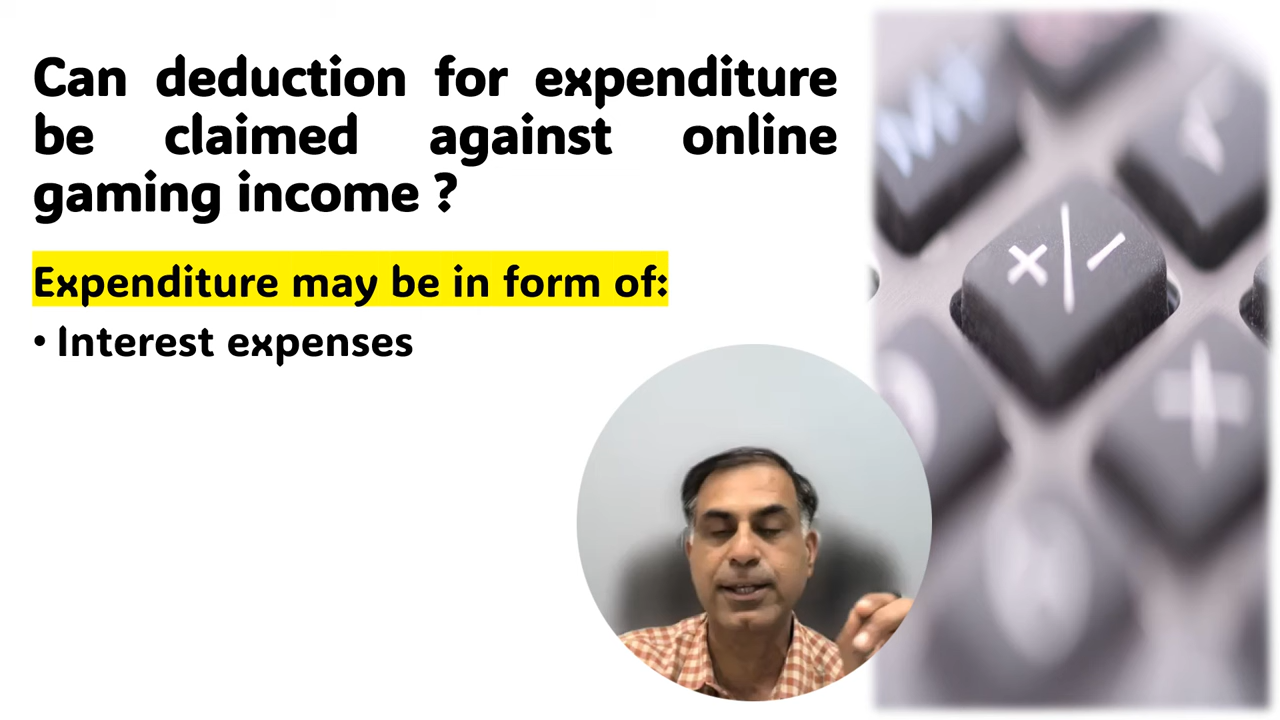 Can deduction for expenditure
be claimed against online
gaming income ?
Expenditure may be in form of:
• Interest expenses